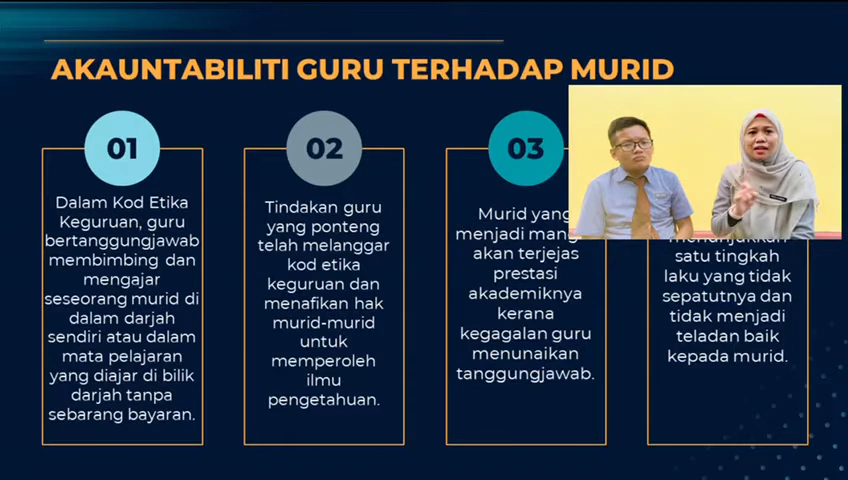 AKAUNTABILITI GURU TERHADAP MURID
01
Dalam Kod Etika
Keguruan, guru
bertanggungjawab
membimbing dan
mengajar
seseorang murid di
dalam darjah
sendiri atau dalam
mata pelajaran
yang diajar di bilik
darjah tanpa
sebarang bayaran.
02
Tindakan guru
yang ponteng
telah melanggar
kod etika
keguruan dan
menafikan hak
murid-murid
untuk
memperoleh
ilmu
pengetahuan.
03
Murid yang
menjadi
akan terjejas
prestasi
akademiknya
kerana
kegagalan guru
menunaikan
tanggungjawab.
menunjukkan
satu tingkah
laku yang tidak
sepatutnya dan
tidak menjadi
teladan baik
kepada murid.